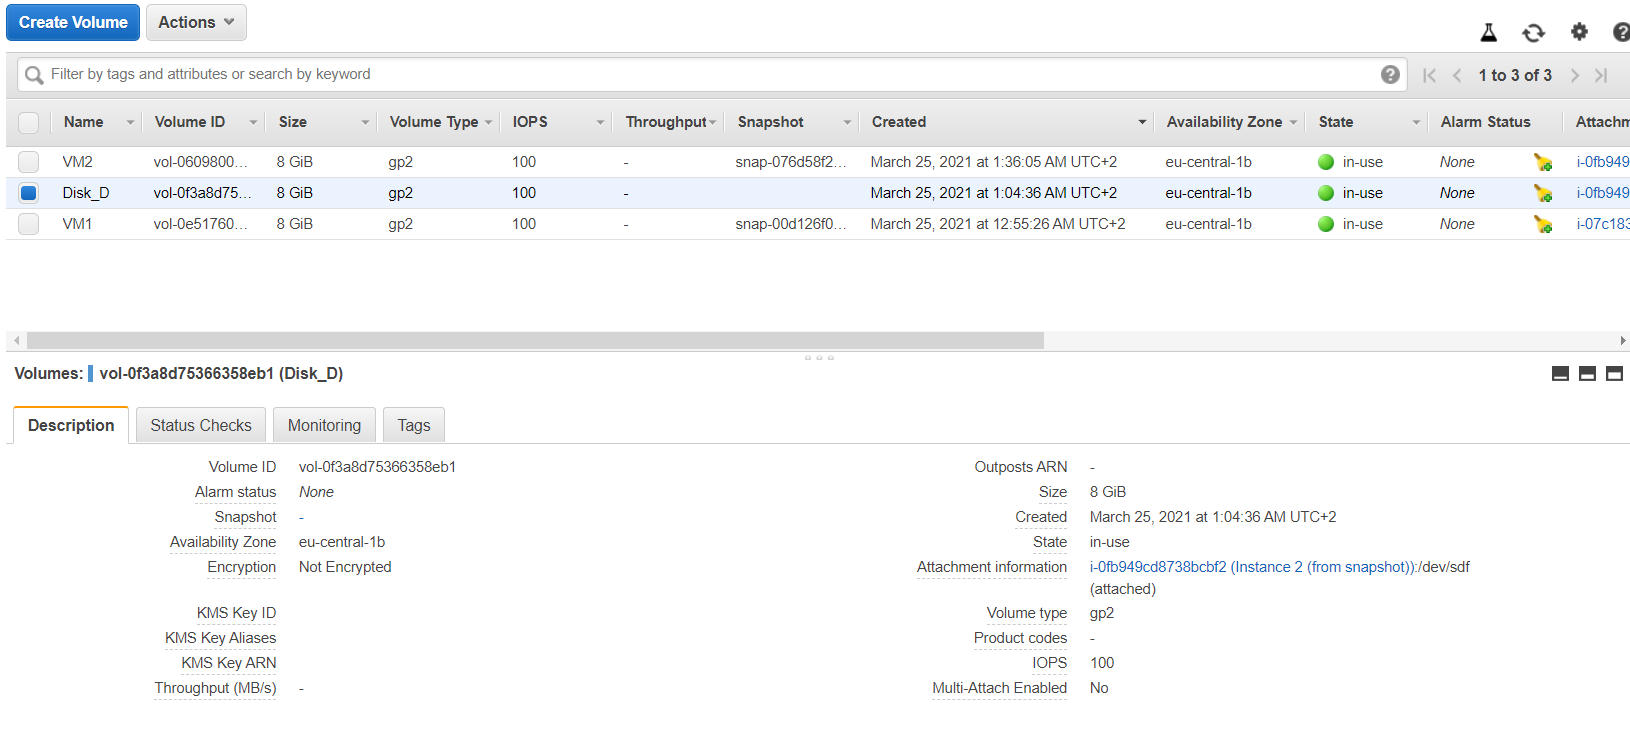 Create Volume Actions
Filter by tags and attributes or search by keyword 1 to 3 of 3
Name Volume ID Size Volume Type IOPS Throughput Snapshot Created Availability Zone State Alarm Status Attachm
VM2 vol-0609800... 8 GiB gp2 100 - snap-076d58f2... March 25, 2021 at 1:36:05 AM UTC+2 eu-central-1b in-use None i-0fb949
Disk_D vol-0f3a8d75... 8 GiB gp2 100 - March 25, 2021 at 1:04:36 AM UTC+2 eu-central-1b in-use None i-0fb949
VM1 vol-0e51760... 8 GiB gp2 100 - snap-00d126f0... March 25, 2021 at 12:55:26 AM UTC+2 eu-central-1b in-use None i-07c183
Volumes: vol-0f3a8d75366358eb1 (Disk_D)
Description Status Checks Monitoring Tags
Volume ID vol-0f3a8d75366358eb1 Outposts ARN -
Alarm status None Size 8 GiB
Snapshot - Created March 25, 2021 at 1:04:36 AM UTC+2
Availability Zone eu-central-1b State in-use
Encryption Not Encrypted Attachment information i-0fb949cd8738bcbf2 (Instance 2 (from snapshot)):/dev/sdf
(attached)
KMS Key ID Volume type gp2
KMS Key Aliases Product codes -
KMS Key ARN IOPS 100
Throughput (MB/s) - Multi-Attach Enabled No